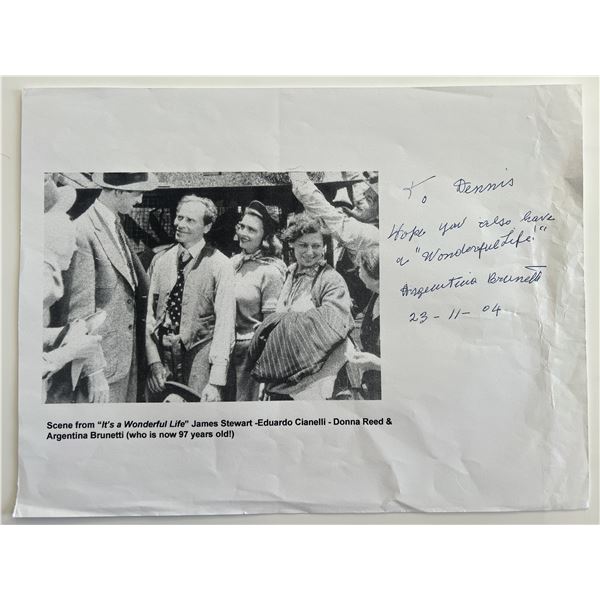 To Dennis
Hope you also have
a "Wonderful Life!"
Argentina Brunetti
23 - 11 - 04
Scene from "It's a Wonderful Life" James Stewart -Eduardo Cianelli - Donna Reed &
Argentina Brunetti (who is now 97 years old!)